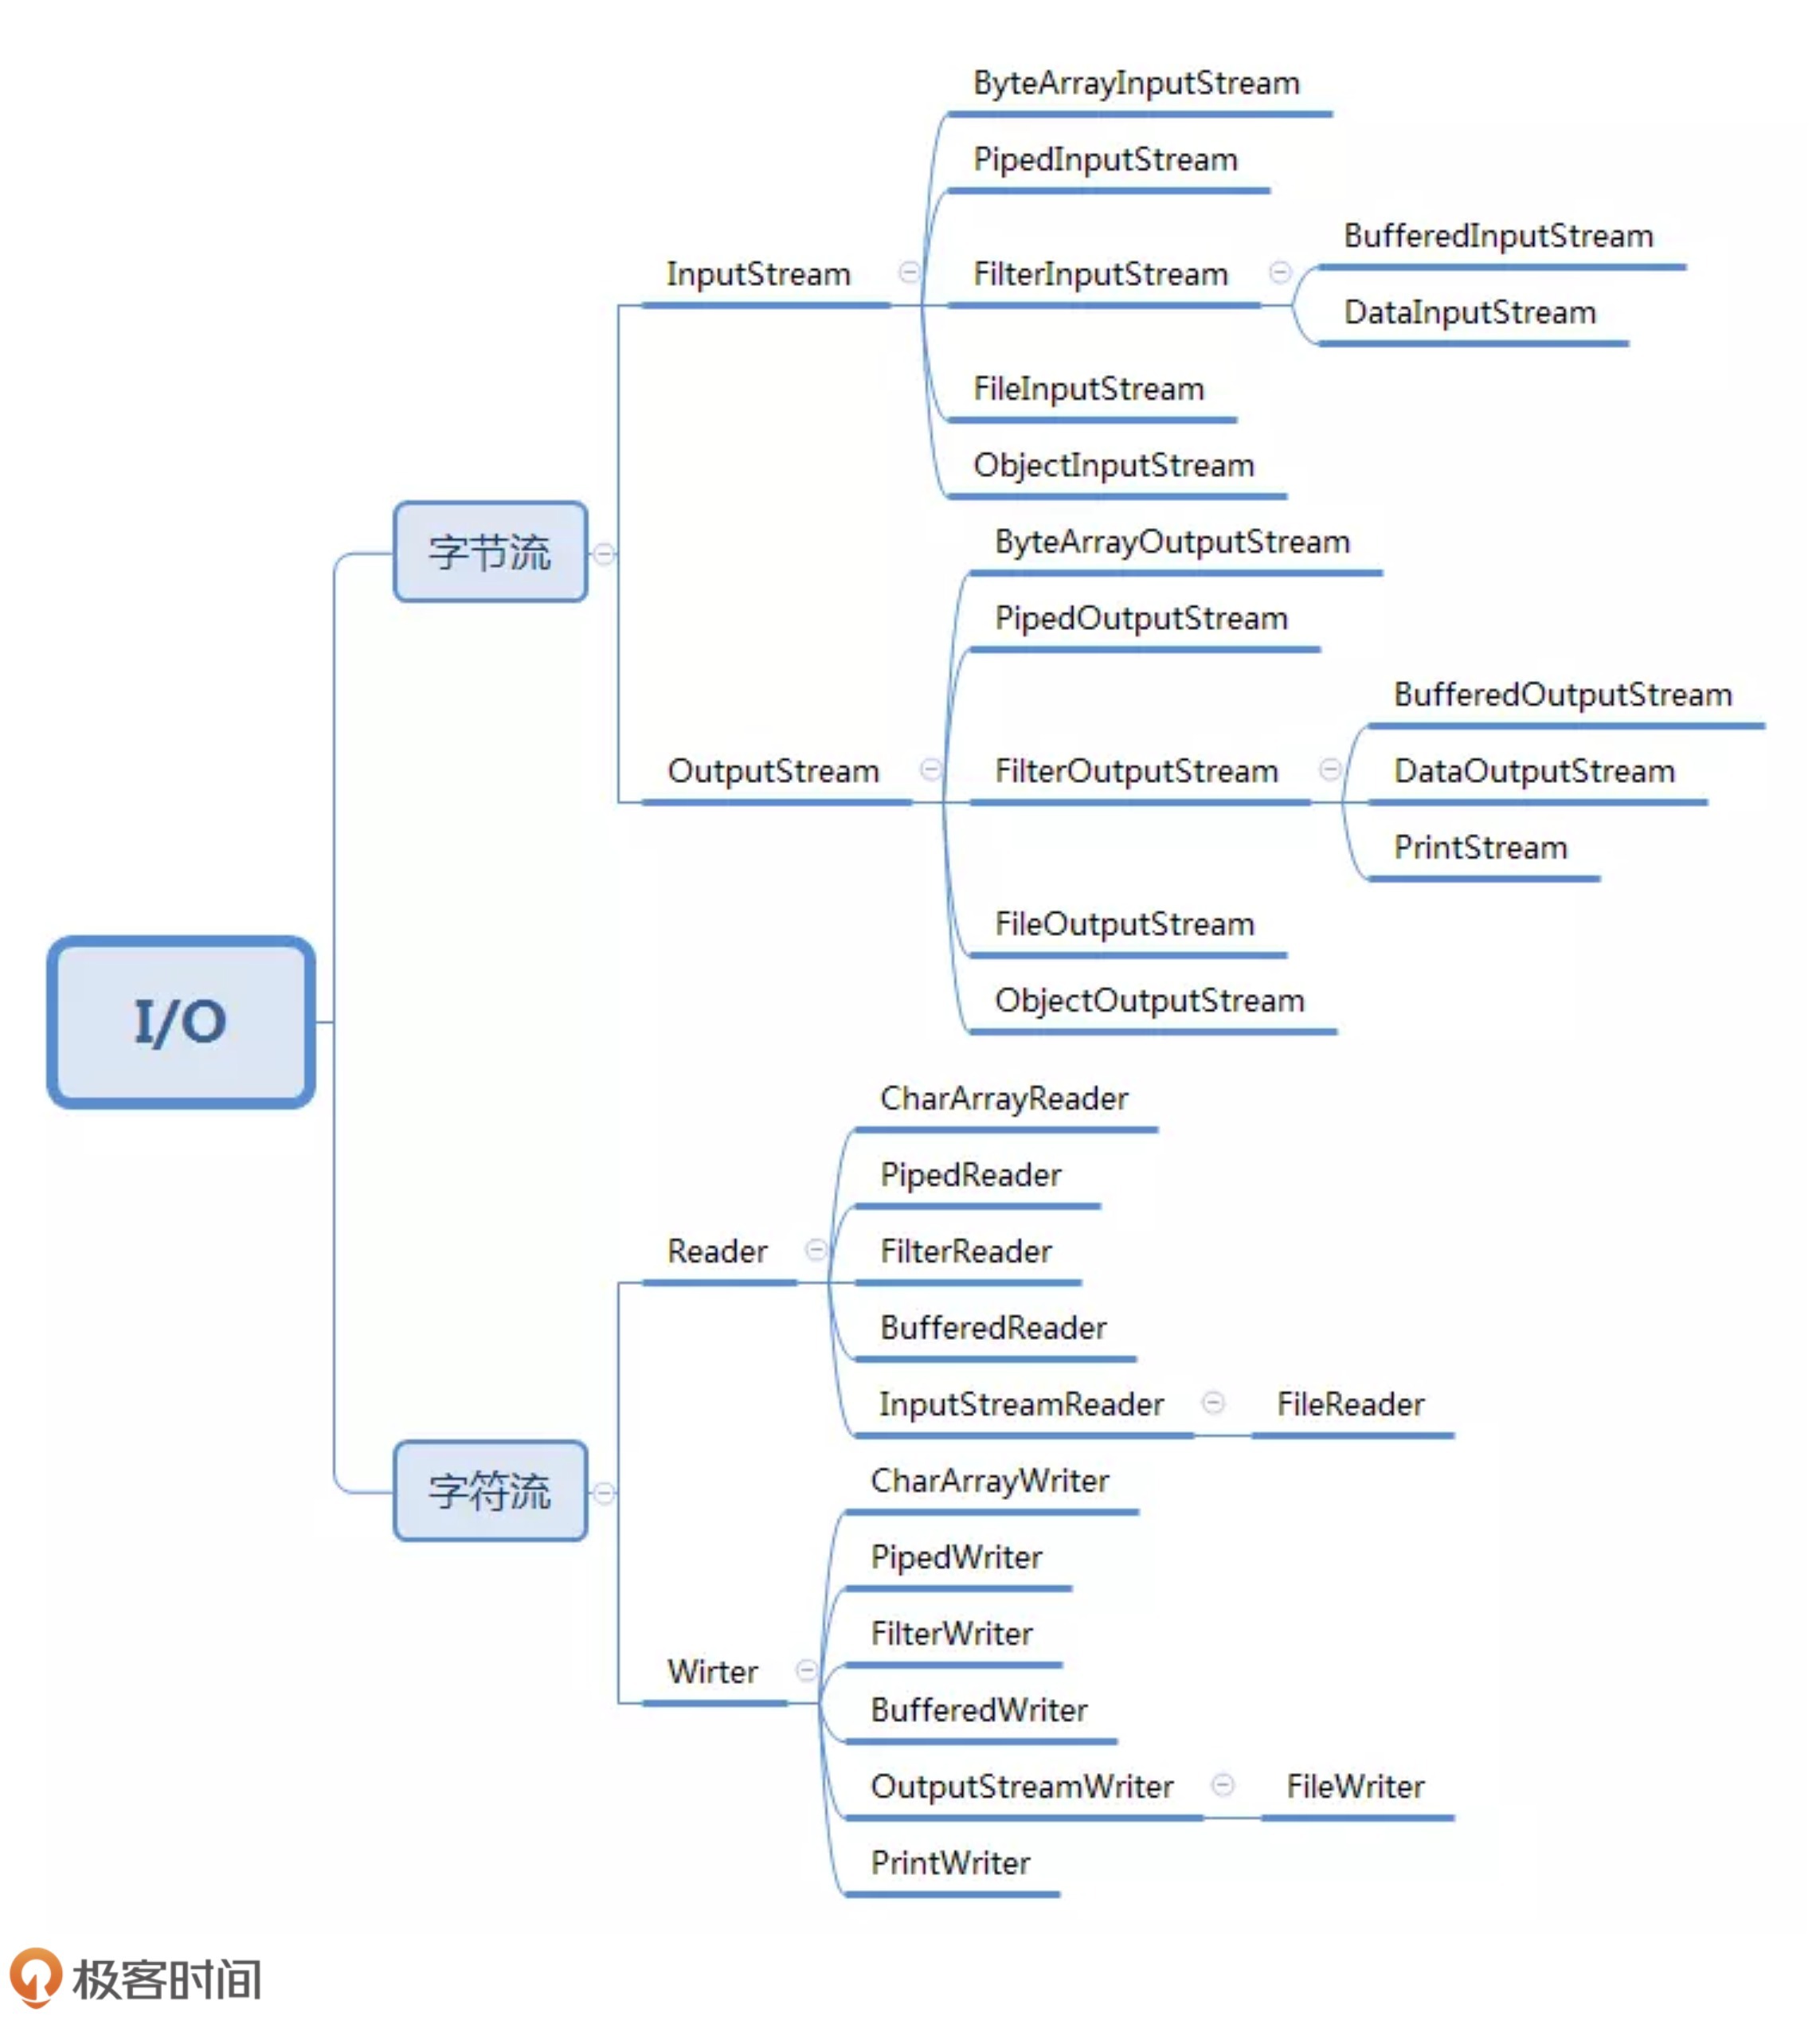 I/O
字节流
InputStream
ByteArrayInputStream
PipedInputStream
FilterInputStream
BufferedInputStream
DataInputStream
FileInputStream
ObjectInputStream
OutputStream
ByteArrayOutputStream
PipedOutputStream
FilterOutputStream
BufferedOutputStream
DataOutputStream
PrintStream
FileOutputStream
ObjectOutputStream
字符流
Reader
CharArrayReader
PipedReader
FilterReader
BufferedReader
InputStreamReader
FileReader
Wirter
CharArrayWriter
PipedWriter
FilterWriter
BufferedWriter
OutputStreamWriter
FileWriter
PrintWriter
极客时间